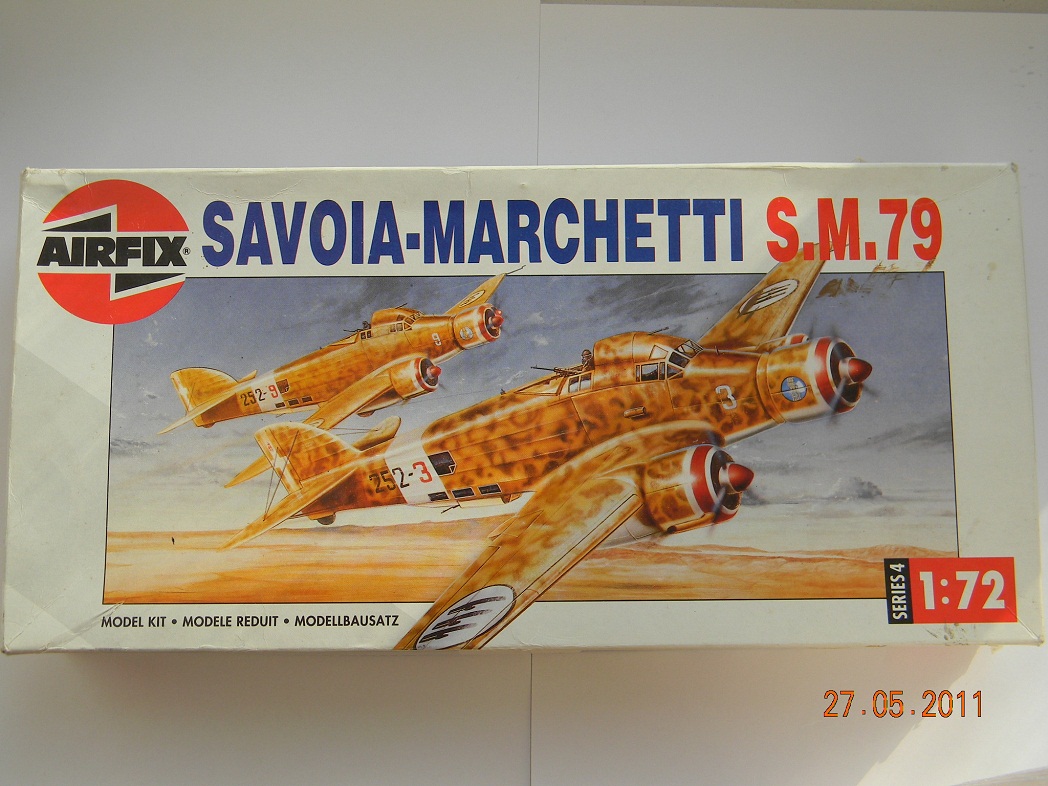 AIRFIX®
SAVOIA-MARCHETTI S.M.79
9
252-9
3
252-3
SERIES 4
1:72
MODEL KIT • MODELE REDUIT • MODELLBAUSATZ
27.05.2011